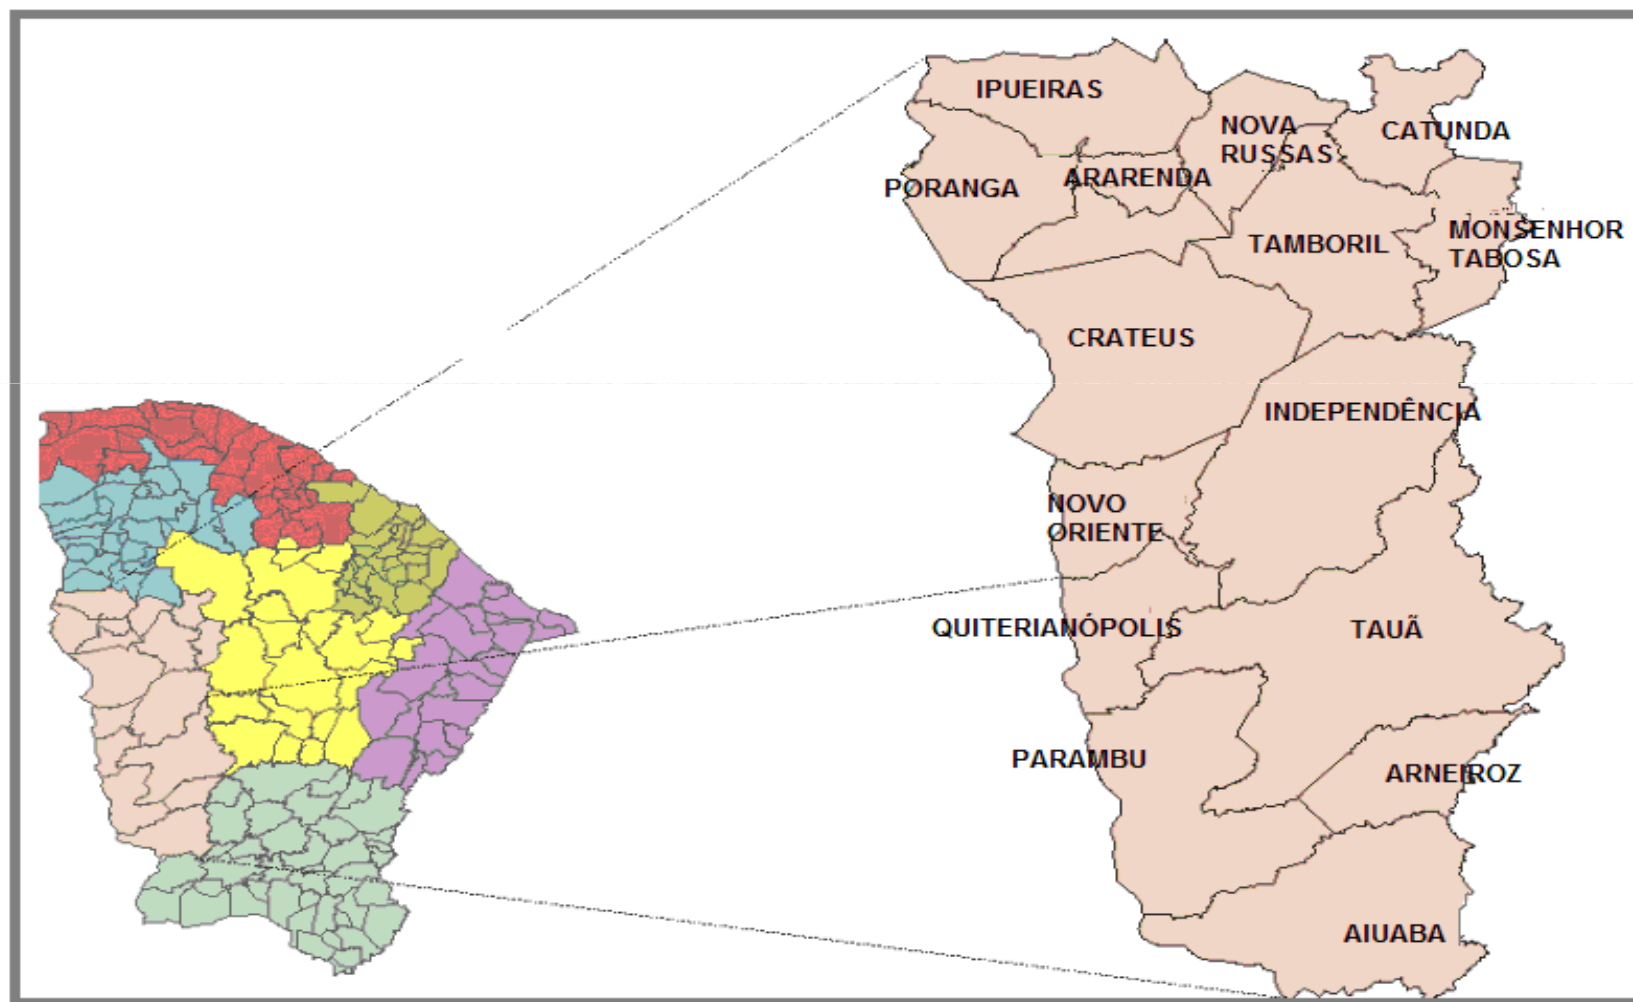 IPUEIRAS
NOVA
RUSSAS
CATUNDA
PORANGA
ARARENDA
TAMBORIL
MONSENHOR
TABOSA
CRATEUS
INDEPENDÊNCIA
NOVO
ORIENTE
QUITERIANÓPOLIS
TAUÃ
PARAMBU
ARNEIROZ
AIUABA